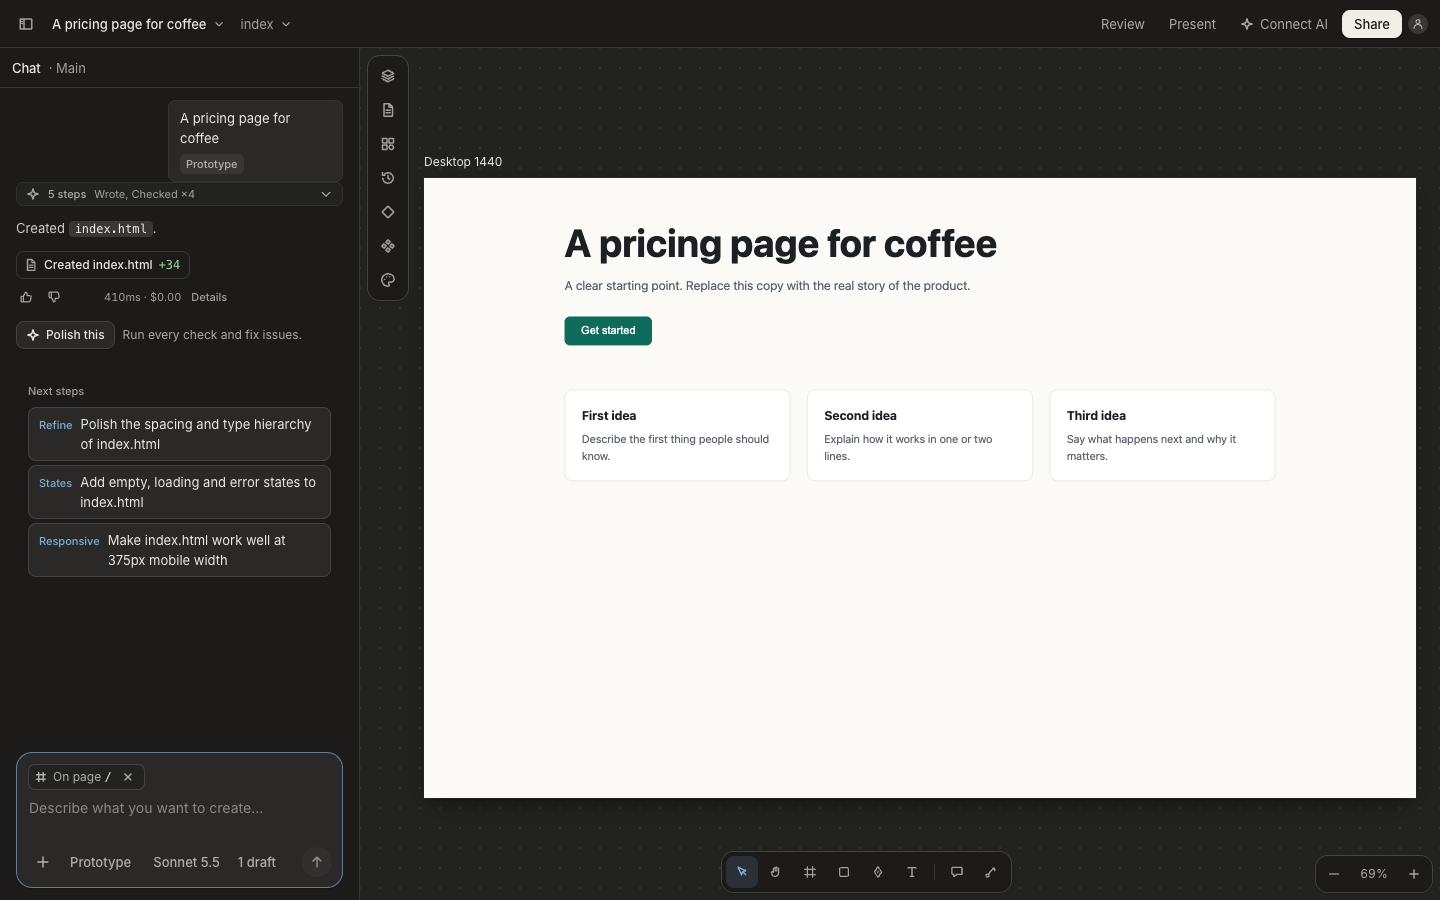 A pricing page for coffee
index
Review
Present
Connect AI
Share
Chat · Main
A pricing page for
coffee
Prototype
5 steps Wrote, Checked ×4
Created index.html.
Created index.html +34
410ms · $0.00 Details
Polish this Run every check and fix issues.
Next steps
Refine Polish the spacing and type hierarchy
of index.html
States Add empty, loading and error states to
index.html
Responsive Make index.html work well at
375px mobile width
On page /
Describe what you want to create...
Prototype Sonnet 5.5 1 draft
Desktop 1440
A pricing page for coffee
A clear starting point. Replace this copy with the real story of the product.
Get started
First idea
Describe the first thing people should
know.
Second idea
Explain how it works in one or two
lines.
Third idea
Say what happens next and why it
matters.
69%